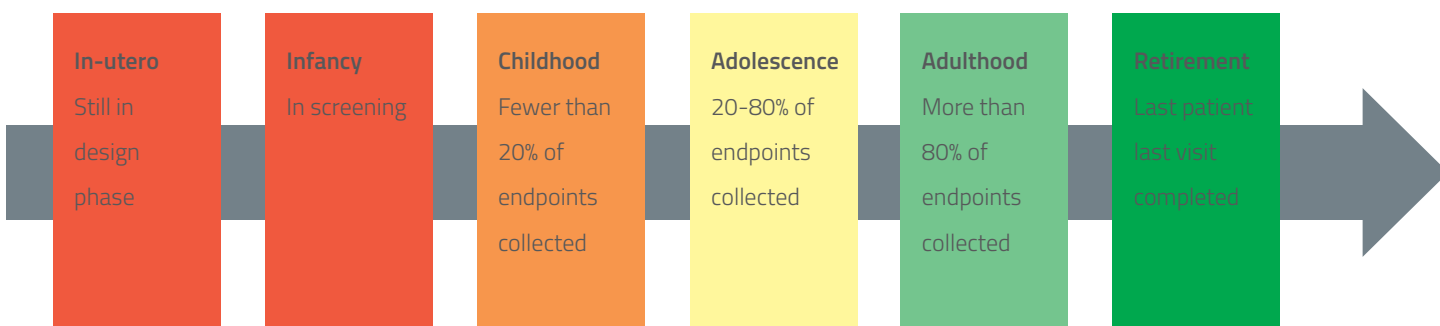 In-utero
Still in
design
phase
Infancy
In screening
Childhood
Fewer than
20% of
endpoints
collected
Adolescence
20-80% of
endpoints
collected
Adulthood
More than
80% of
endpoints
collected
Retirement
Last patient
last visit
completed